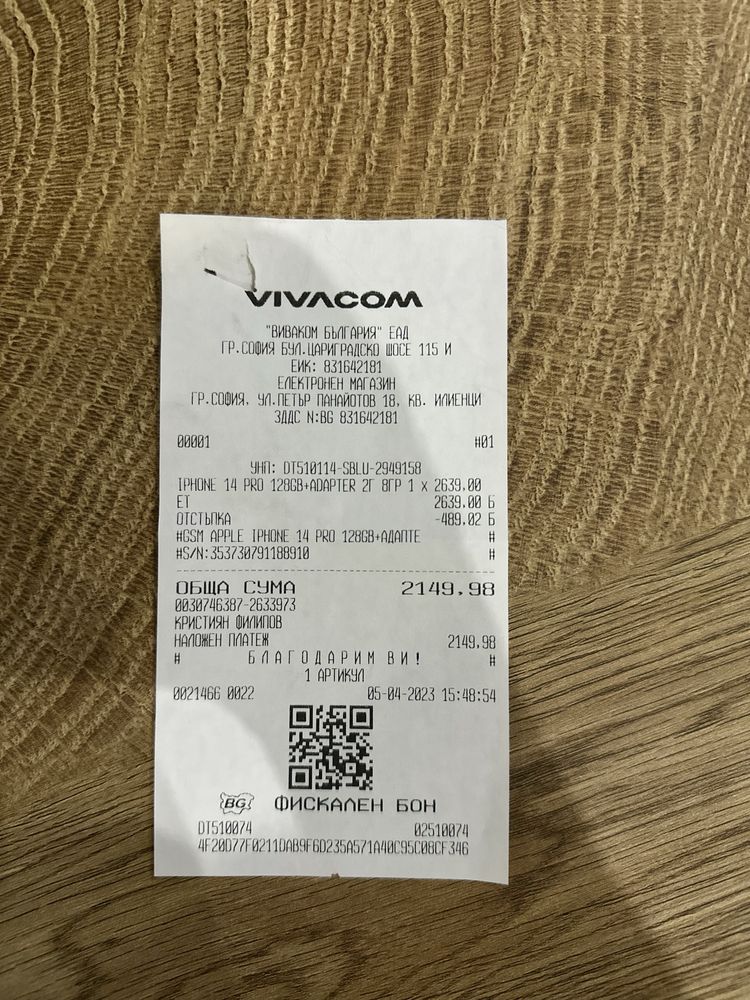 VIVACOM
"ВИВАКОМ БЪЛГАРИЯ" ЕАД
ГР.СОФИЯ БУЛ.ЦАРИГРАДСКО ШОСЕ 115 И
ЕИК: 831642181
ЕЛЕКТРОНЕН МАГАЗИН
ГР.СОФИЯ, УЛ.ПЕТЪР ПАНАЙОТОВ 18, КВ. ИЛИЕНЦИ
ЗДДС N:BG 831642181
00001 #01
УНП: DT510114-SBLU-2949158
IPHONE 14 PRO 128GB+ADAPTER 2Г 8ГР 1 x 2639.00
ЕТ 2639.00 Б
ОТСТЪПКА -489.02 Б
#GSM APPLE IPHONE 14 PRO 128GB+АДАПТЕ #
#S/N:353730791188910 #
ОБЩА СУМА 2149.98
0030746387-2633973
КРИСТИЯН ФИЛИПОВ
НАЛОЖЕН ПЛАТЕЖ 2149.98
# БЛАГОДАРИМ ВИ! #
1 АРТИКУЛ
0021466 0022 05-04-2023 15:48:54
BG ФИСКАЛЕН БОН
DT510074 02510074
4F20D77F0211DAB9F6D235A571A40C95C08CF346